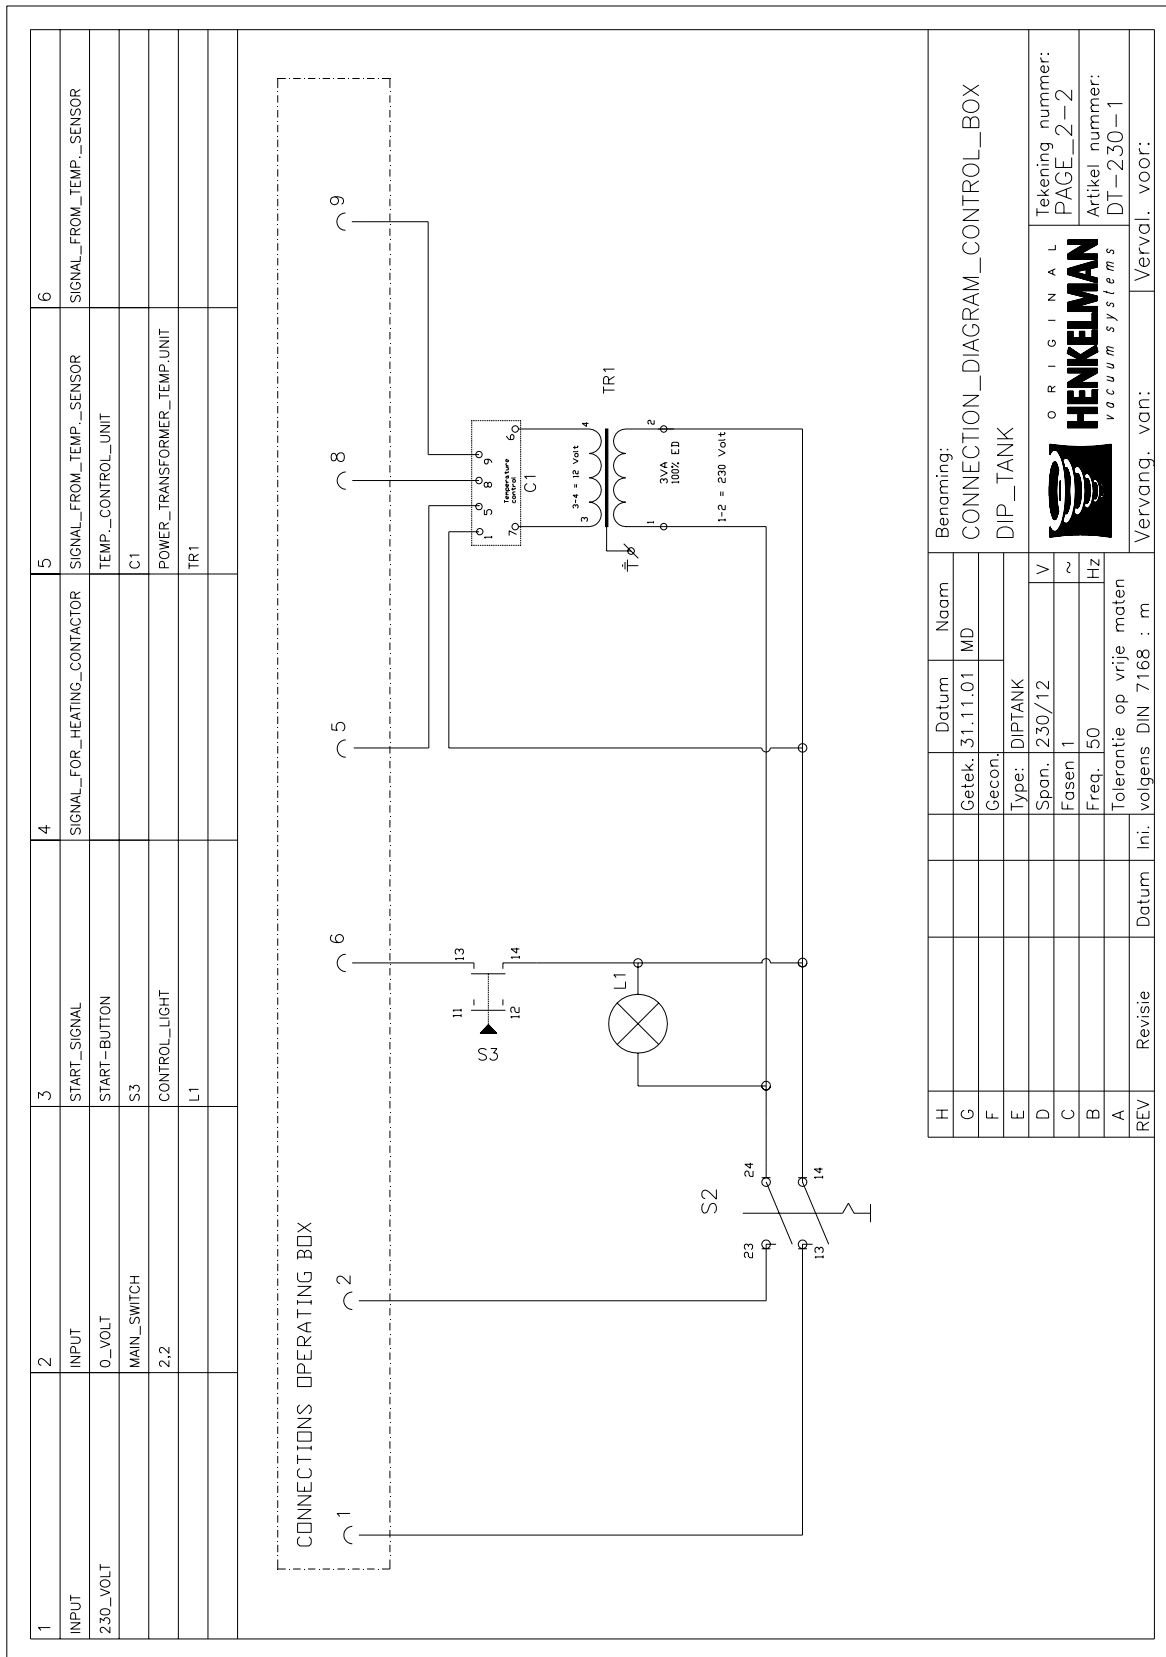 1 2 3 4 5 6
INPUT INPUT START_SIGNAL SIGNAL_FOR_HEATING_CONTACTOR SIGNAL_FROM_TEMP._SENSOR SIGNAL_FROM_TEMP._SENSOR
230_VOLT 0_VOLT START-BUTTON TEMP._CONTROL_UNIT
MAIN_SWITCH S3 C1
2,2 CONTROL_LIGHT POWER_TRANSFORMER_TEMP.UNIT
L1 TR1
CONNECTIONS OPERATING BOX
1 2 6 5 8 9
11 13
S3
12 14
1 5 8 9
Temperature
control
C1
7 6
3 4
3-4 = 12 Volt
TR1
1 2
3VA
100% ED
1-2 = 230 Volt
L1
S2
23 24
13 14
H
G
F
E
D
C
B
A
REV Revisie Datum Ini.
Datum Naam
Getek. 31.11.01 MD
Gecon.
Type: DIPTANK
Span. 230/12 V
Fasen 1 ~
Freq. 50 Hz
Tolerantie op vrije maten
volgens DIN 7168 : m
Benaming:
CONNECTION_DIAGRAM_CONTROL_BOX
DIP_TANK
ORIGINAL
HENKELMAN
vacuum systems
Tekening nummer:
PAGE_2-2
Artikel nummer:
DT-230-1
Vervang. van: Verval. voor: